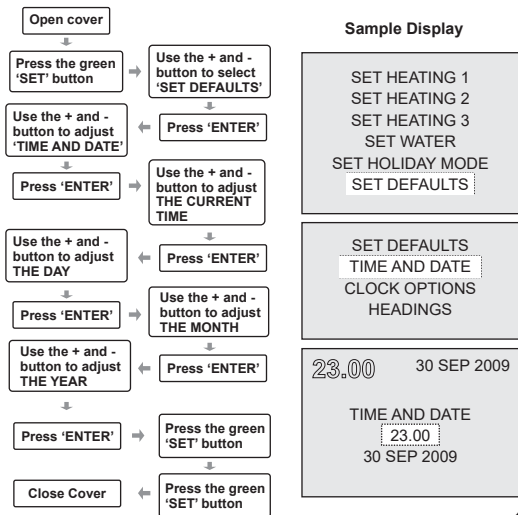 Open cover
Press the green
‘SET’ button
Use the + and -
button to select
‘SET DEFAULTS’
Press ‘ENTER’
Use the + and -
button to adjust
‘TIME AND DATE’
Press ‘ENTER’
Use the + and -
button to adjust
THE CURRENT
TIME
Press ‘ENTER’
Use the + and -
button to adjust
THE DAY
Press ‘ENTER’
Use the + and -
button to adjust
THE MONTH
Press ‘ENTER’
Use the + and -
button to adjust
THE YEAR
Press ‘ENTER’
Press the green
‘SET’ button
Press the green
‘SET’ button
Close Cover
Sample Display
SET HEATING 1
SET HEATING 2
SET HEATING 3
SET WATER
SET HOLIDAY MODE
SET DEFAULTS
SET DEFAULTS
TIME AND DATE
CLOCK OPTIONS
HEADINGS
23.00 30 SEP 2009
TIME AND DATE
23.00
30 SEP 2009